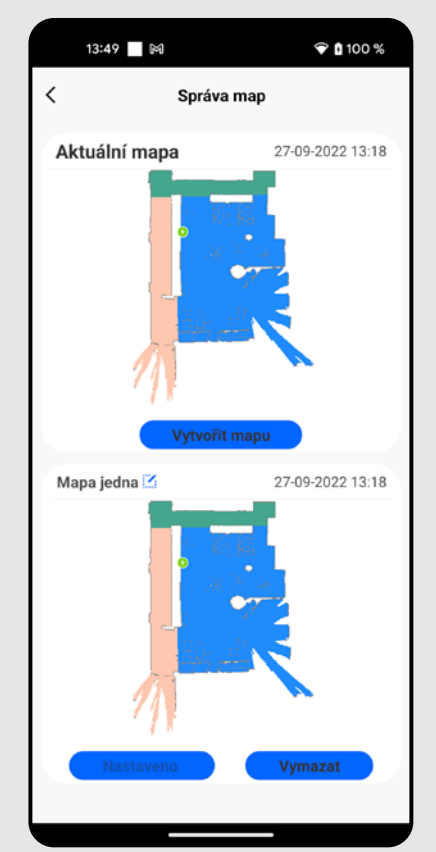 13:49 100 %
Správa map
Aktuální mapa 27-09-2022 13:18
Vytvořit mapu
Mapa jedna 27-09-2022 13:18
Nastaveno Vymazat